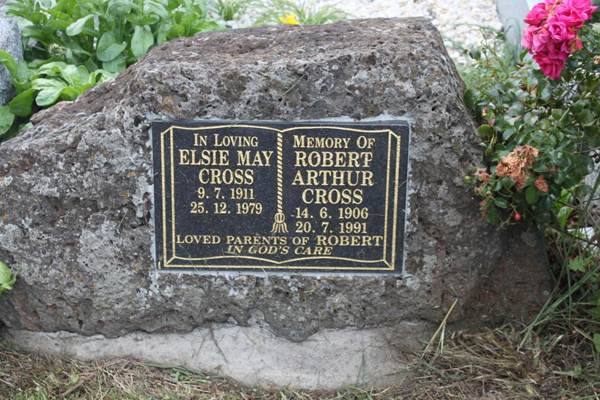 IN LOVING
ELSIE MAY
CROSS
9. 7. 1911
25. 12. 1979
MEMORY OF
ROBERT
ARTHUR
CROSS
14. 6. 1906
20. 7. 1991
LOVED PARENTS OF ROBERT
IN GOD'S CARE